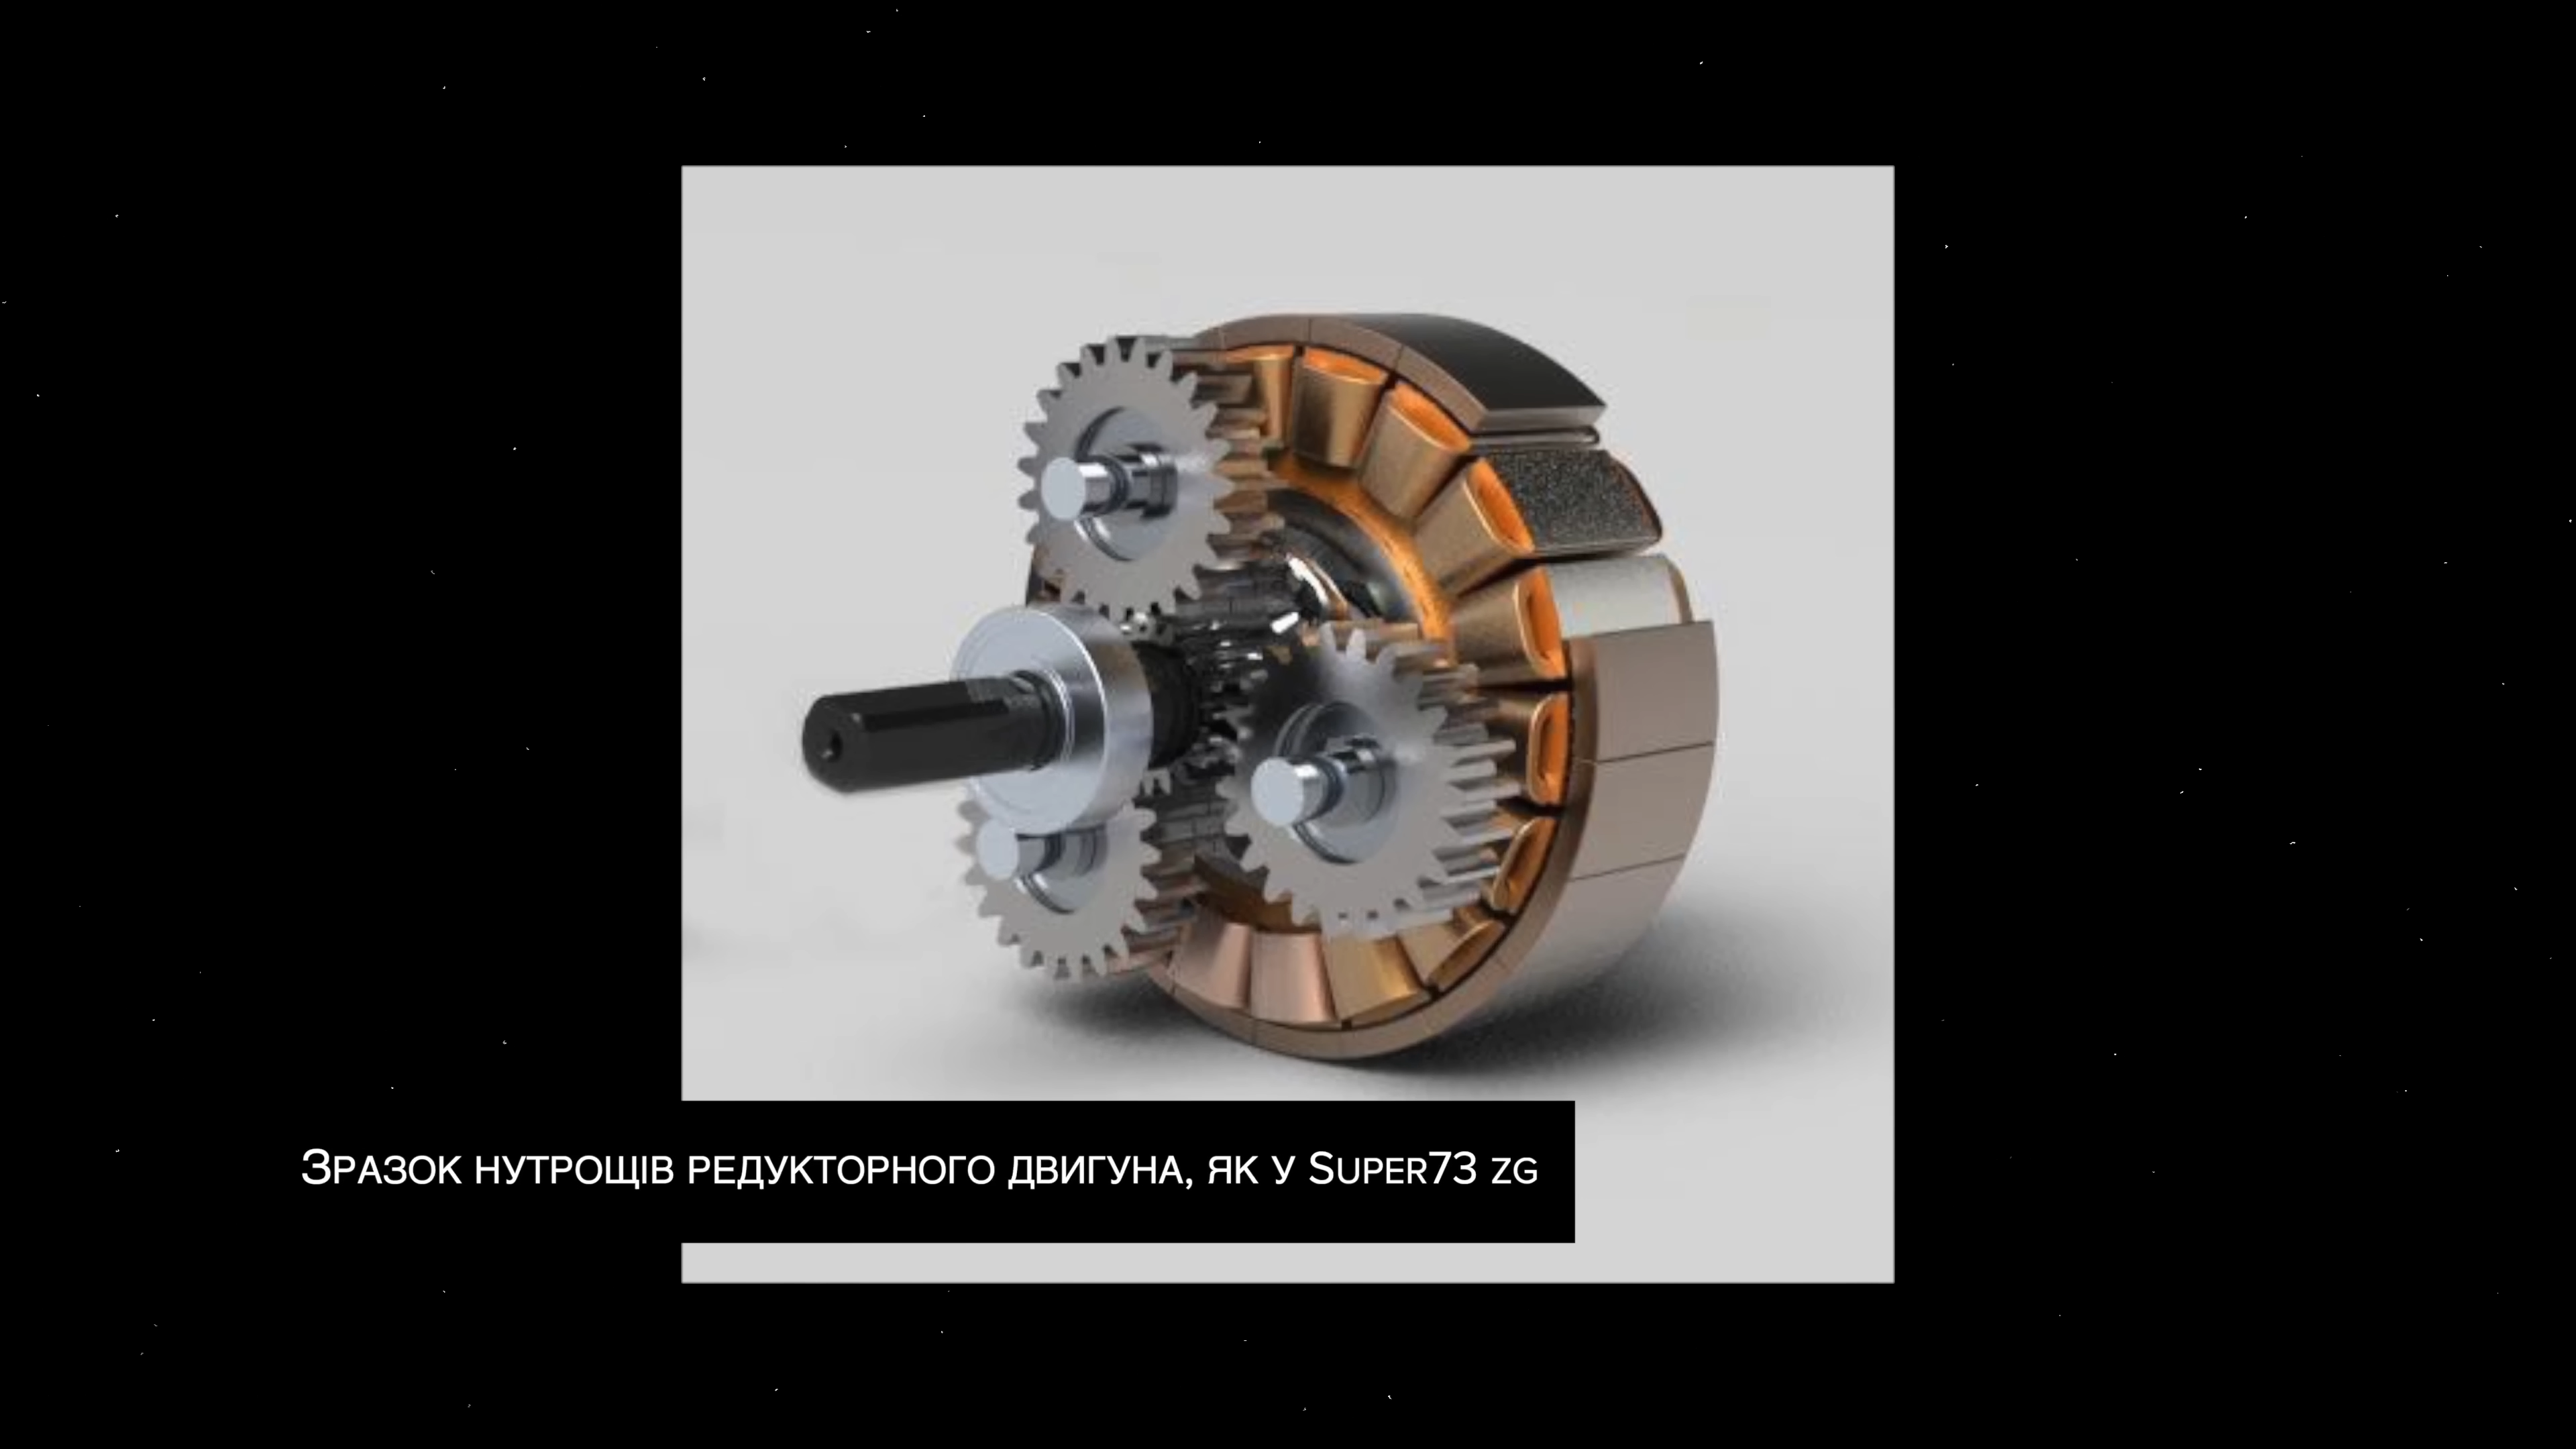 Зразок нутрощів редукторного двигуна, як у Super73 zg